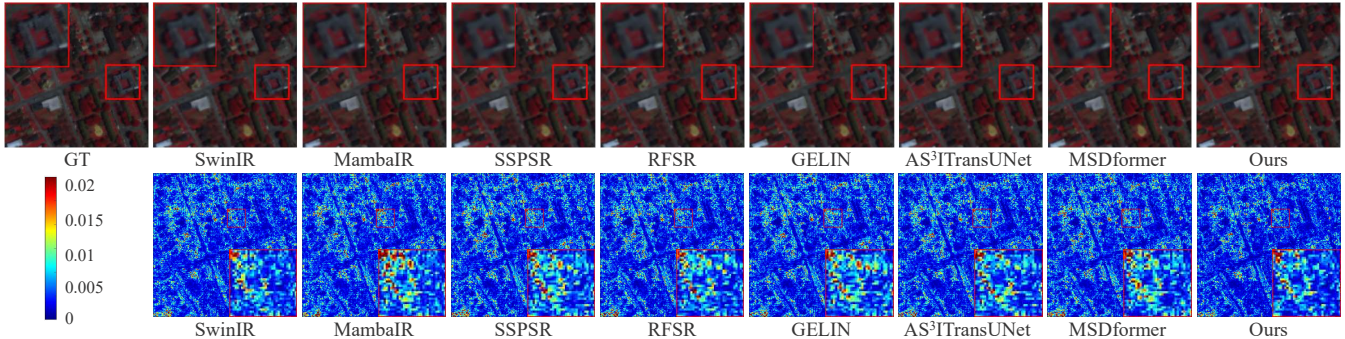 GT SwinIR MambaIR SSPSR RFSR GELIN AS³ITransUNet MSDformer Ours
0.02
0.015
0.01
0.005
0
SwinIR MambaIR SSPSR RFSR GELIN AS³ITransUNet MSDformer Ours